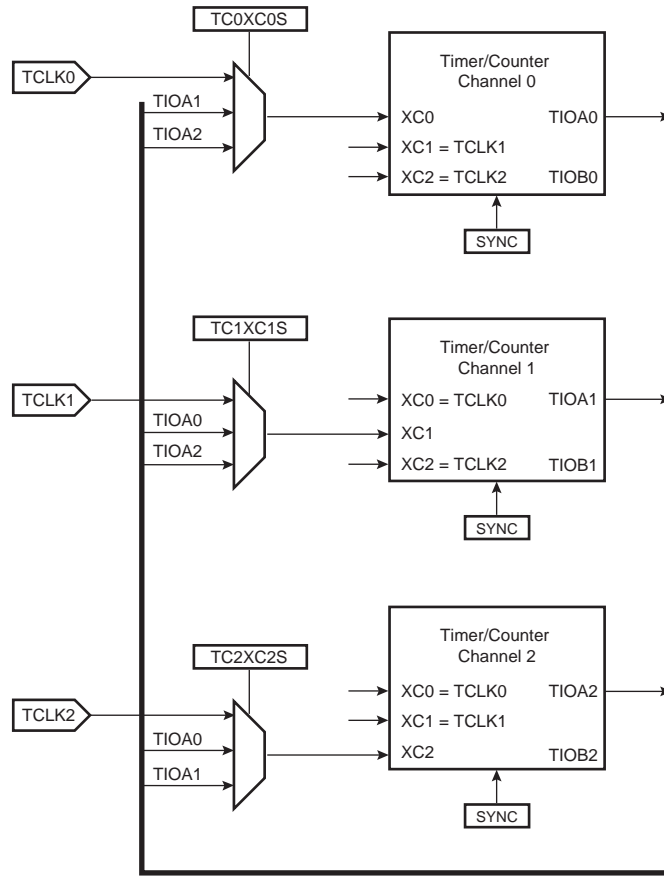 TC0XC0S
TCLK0
TIOA1
TIOA2
Timer/Counter
Channel 0
XC0
TIOA0
XC1 = TCLK1
XC2 = TCLK2
TIOB0
SYNC
TC1XC1S
TCLK1
TIOA0
TIOA2
Timer/Counter
Channel 1
XC0 = TCLK0
TIOA1
XC1
XC2 = TCLK2
TIOB1
SYNC
TC2XC2S
TCLK2
TIOA0
TIOA1
Timer/Counter
Channel 2
XC0 = TCLK0
TIOA2
XC1 = TCLK1
XC2
TIOB2
SYNC